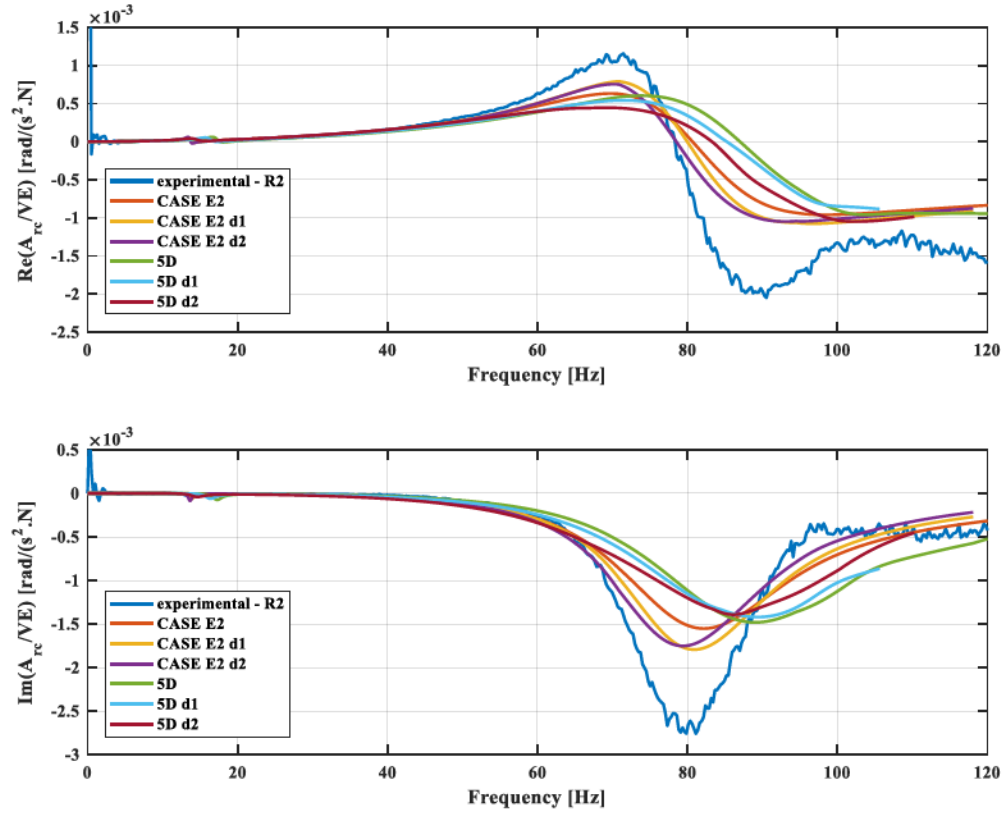 ×10⁻³
1.5
1
0.5
0
-0.5
-1
-1.5
-2
-2.5
Re(A_rc/VE) [rad/(s².N)]
experimental - R2
CASE E2
CASE E2 d1
CASE E2 d2
5D
5D d1
5D d2
0 20 40 60 80 100 120
Frequency [Hz]
×10⁻³
0.5
0
-0.5
-1
-1.5
-2
-2.5
-3
Im(A_rc/VE) [rad/(s².N)]
experimental - R2
CASE E2
CASE E2 d1
CASE E2 d2
5D
5D d1
5D d2
0 20 40 60 80 100 120
Frequency [Hz]